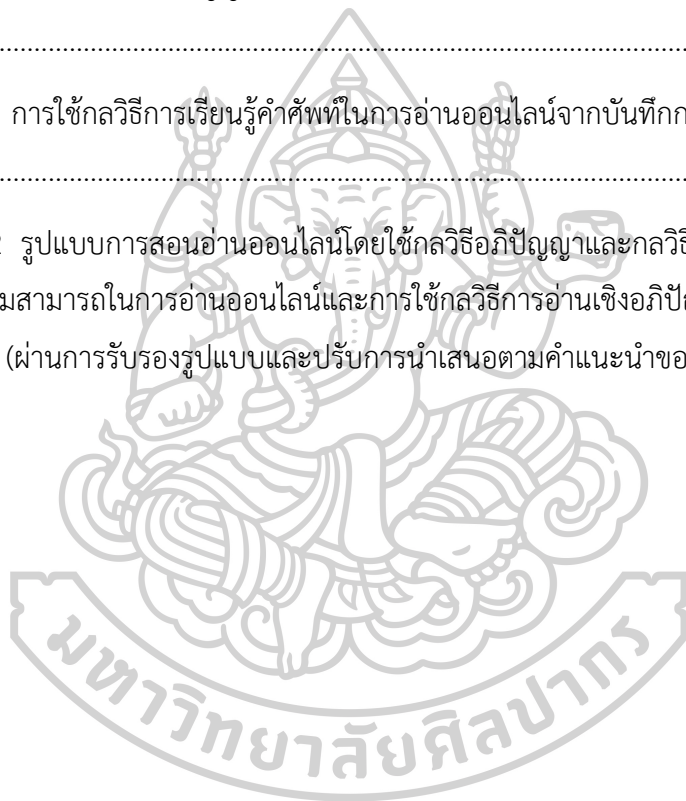 การใช้กลวิธีการเรียนรู้คำศัพท์ในการอ่านออนไลน์จากบันทึกก
รูปแบบการสอนอ่านออนไลน์โดยใช้กลวิธีอภิปัญญาและกลวิธี
มสามารถในการอ่านออนไลน์และการใช้กลวิธีการอ่านเชิงอภิปั
(ผ่านการรับรองรูปแบบและปรับการนำเสนอตามคำแนะนำขอ
มหาวิทยาลัยศิลปากร